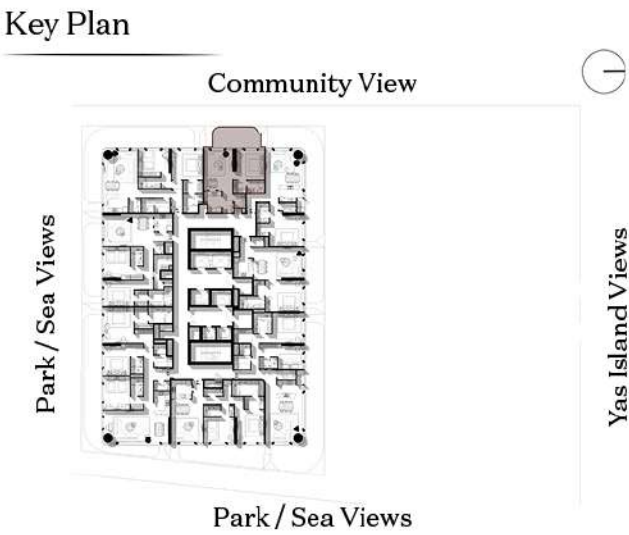 Key Plan
Community View
Park / Sea Views
Yas Island Views
Park / Sea Views